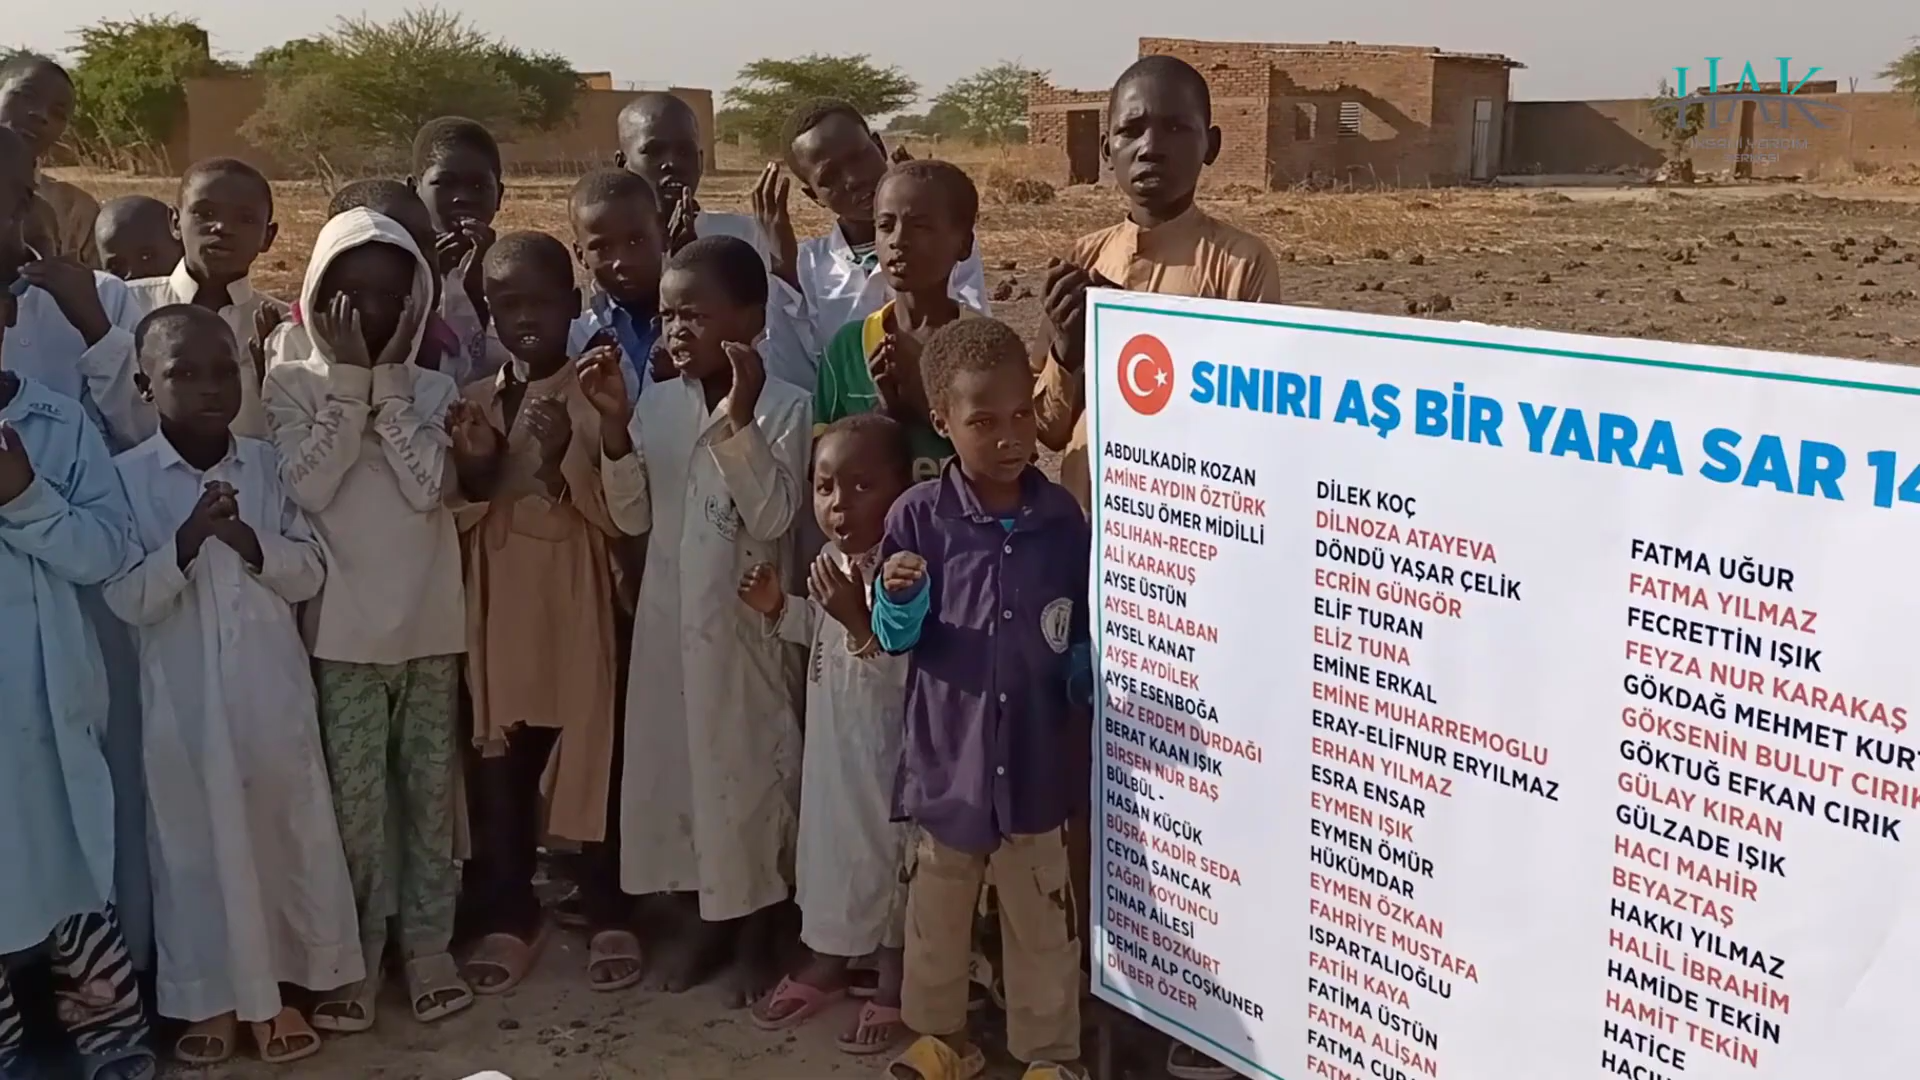 HAK
İNSANİ YARDIM
DERNEĞİ
SINIRI AŞ BİR YARA SAR 14
ABDULKADİR KOZAN
AMİNE AYDIN ÖZTÜRK
ASELSU ÖMER MİDİLLİ
ASLIHAN-RECEP
ALİ KARAKUŞ
AYSE ÜSTÜN
AYSEL BALABAN
AYSEL KANAT
AYŞE AYDİLEK
AYŞE ESENBOĞA
AZİZ ERDEM DURDAĞI
BERAT KAAN IŞIK
BİRSEN NUR BAŞ
BÜLBÜL -
HASAN KÜÇÜK
BÜŞRA KADİR SEDA
CEYDA SANCAK
ÇAĞRI KOYUNCU
ÇINAR AİLESİ
DEFNE BOZKURT
DEMİR ALP COŞKUNER
DİLBER ÖZER
DİLEK KOÇ
DİLNOZA ATAYEVA
DÖNDÜ YAŞAR ÇELİK
ECRİN GÜNGÖR
ELİF TURAN
ELİZ TUNA
EMİNE ERKAL
EMİNE MUHARREMOGLU
ERAY-ELİFNUR ERYILMAZ
ERHAN YILMAZ
ESRA ENSAR
EYMEN IŞIK
EYMEN ÖMÜR
HÜKÜMDAR
EYMEN ÖZKAN
FAHRİYE MUSTAFA
ISPARTALIOĞLU
FATİH KAYA
FATİMA ÜSTÜN
FATMA ALİŞAN
FATMA
FATMA UĞUR
FATMA YILMAZ
FECRETTİN IŞIK
FEYZA NUR KARAKAŞ
GÖKDAĞ MEHMET KURT
GÖKSENİN BULUT CIRIK
GÖKTUĞ EFKAN CIRIK
GÜLAY KIRAN
GÜLZADE IŞIK
HACI MAHİR
BEYAZTAŞ
HAKKI YILMAZ
HALİL İBRAHİM
HAMİDE TEKİN
HAMİT TEKİN
HATİCE
MARTINUS